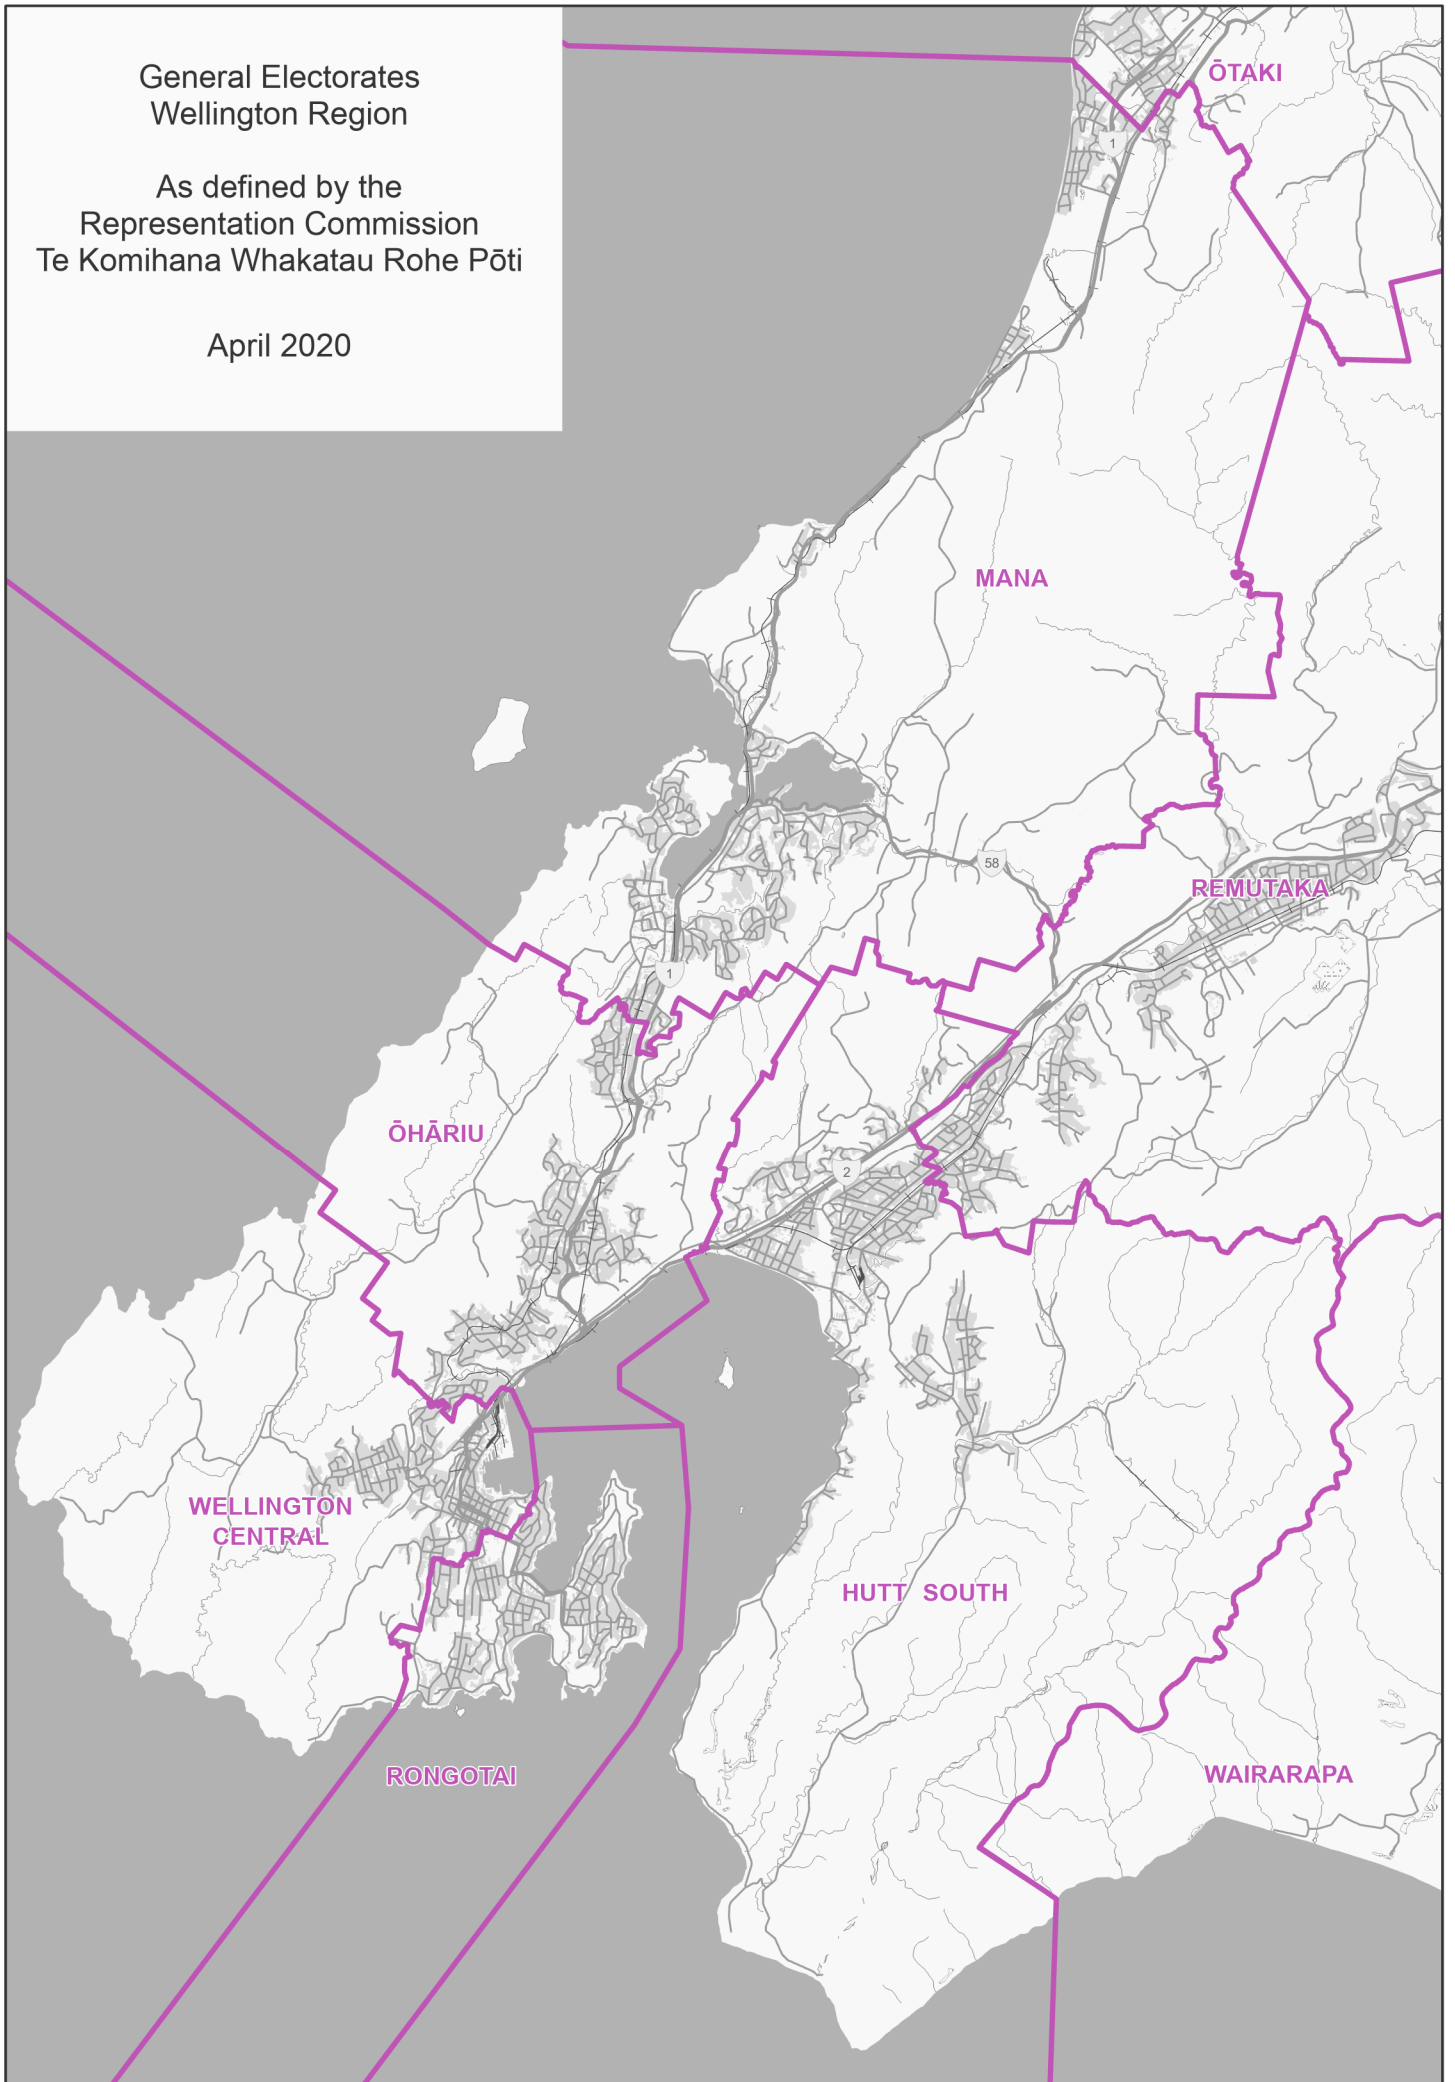 General Electorates
Wellington Region
As defined by the
Representation Commission
Te Komihana Whakatau Rohe Pōti
April 2020
ŌTAKI
1
MANA
58
REMUTAKA
1
ŌHĀRIU
2
WELLINGTON
CENTRAL
HUTT SOUTH
RONGOTAI
WAIRARAPA